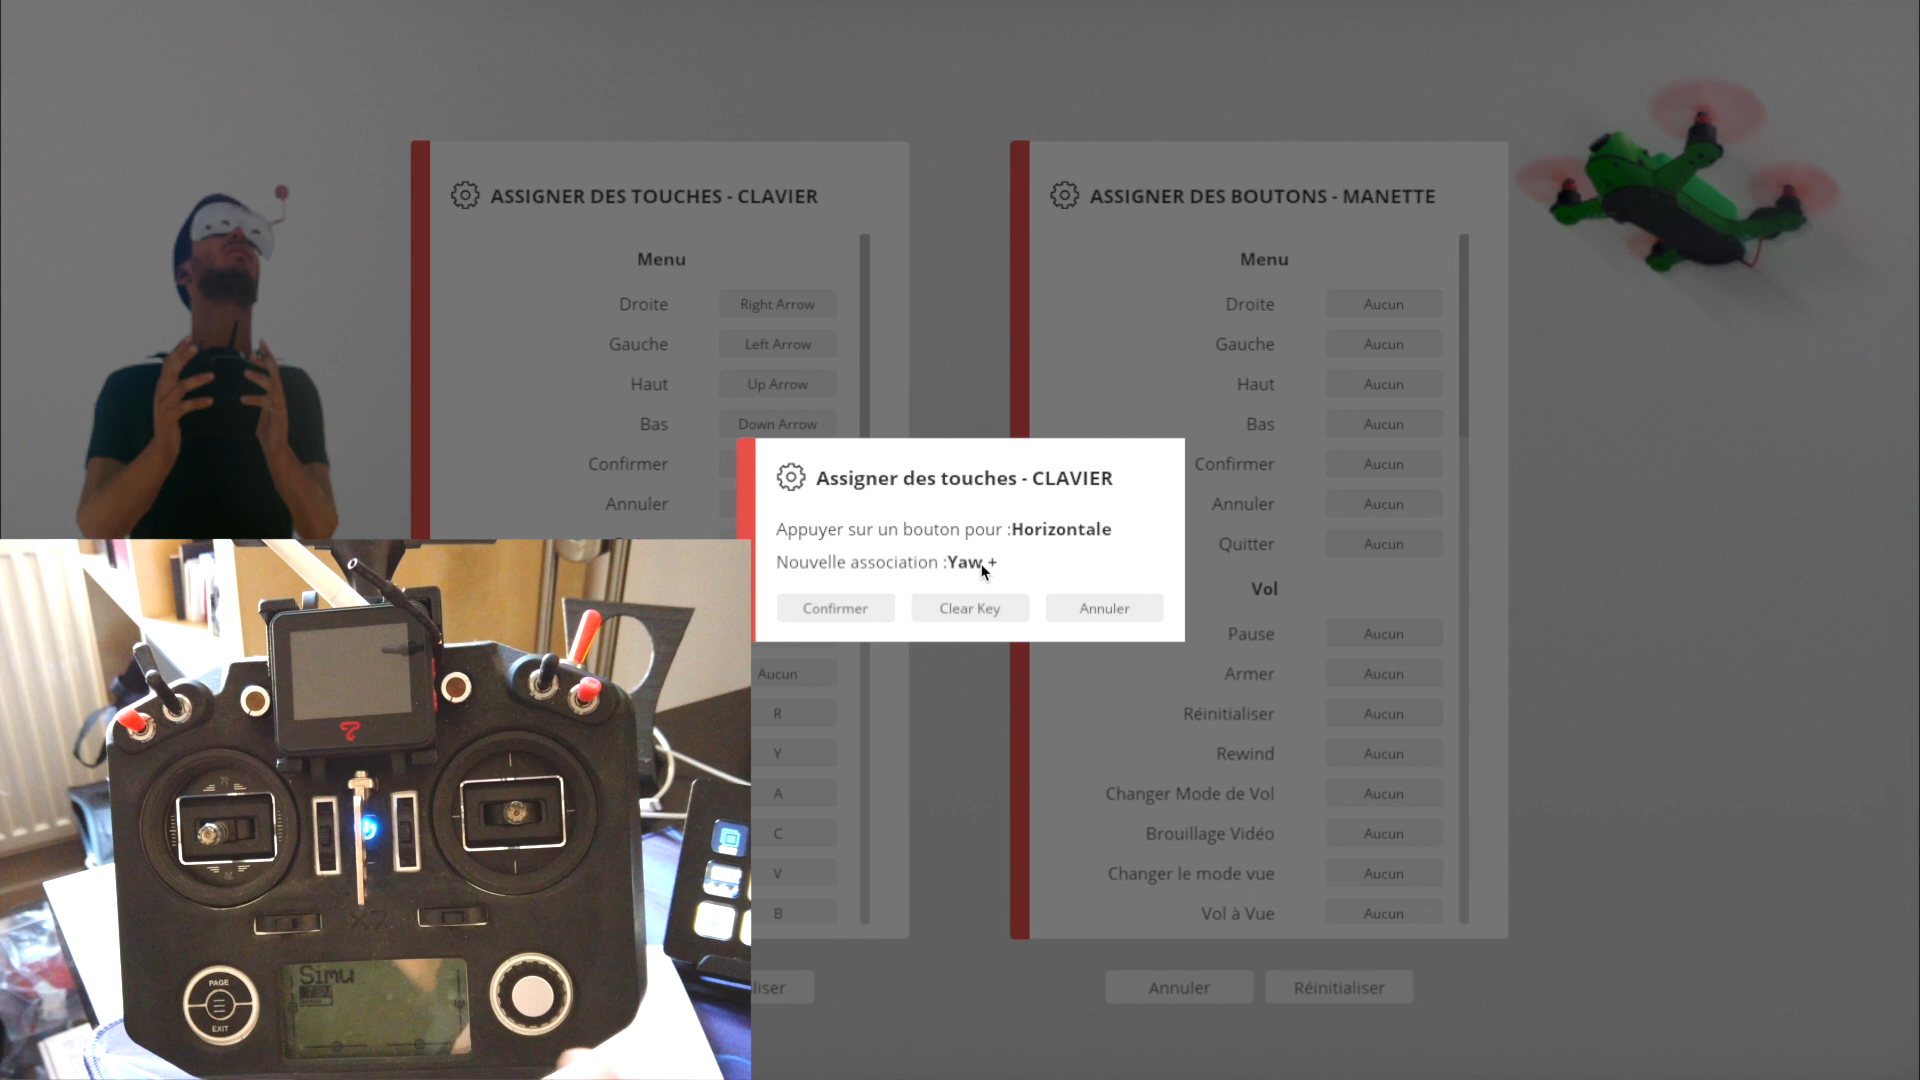 ASSIGNER DES TOUCHES - CLAVIER
Menu
Droite Right Arrow
Gauche Left Arrow
Haut Up Arrow
Bas Down Arrow
Confirmer
Annuler
Aucun
R
Y
A
C
V
B
liser
ASSIGNER DES BOUTONS - MANETTE
Menu
Droite Aucun
Gauche Aucun
Haut Aucun
Bas Aucun
Confirmer Aucun
Annuler Aucun
Quitter Aucun
Vol
Pause Aucun
Armer Aucun
Réinitialiser Aucun
Rewind Aucun
Changer Mode de Vol Aucun
Brouillage Vidéo Aucun
Changer le mode vue Aucun
Vol à Vue Aucun
Annuler Réinitialiser
Assigner des touches - CLAVIER
Appuyer sur un bouton pour :Horizontale
Nouvelle association :Yaw +
Confirmer Clear Key Annuler
X7
PAGE
EXIT
Simu